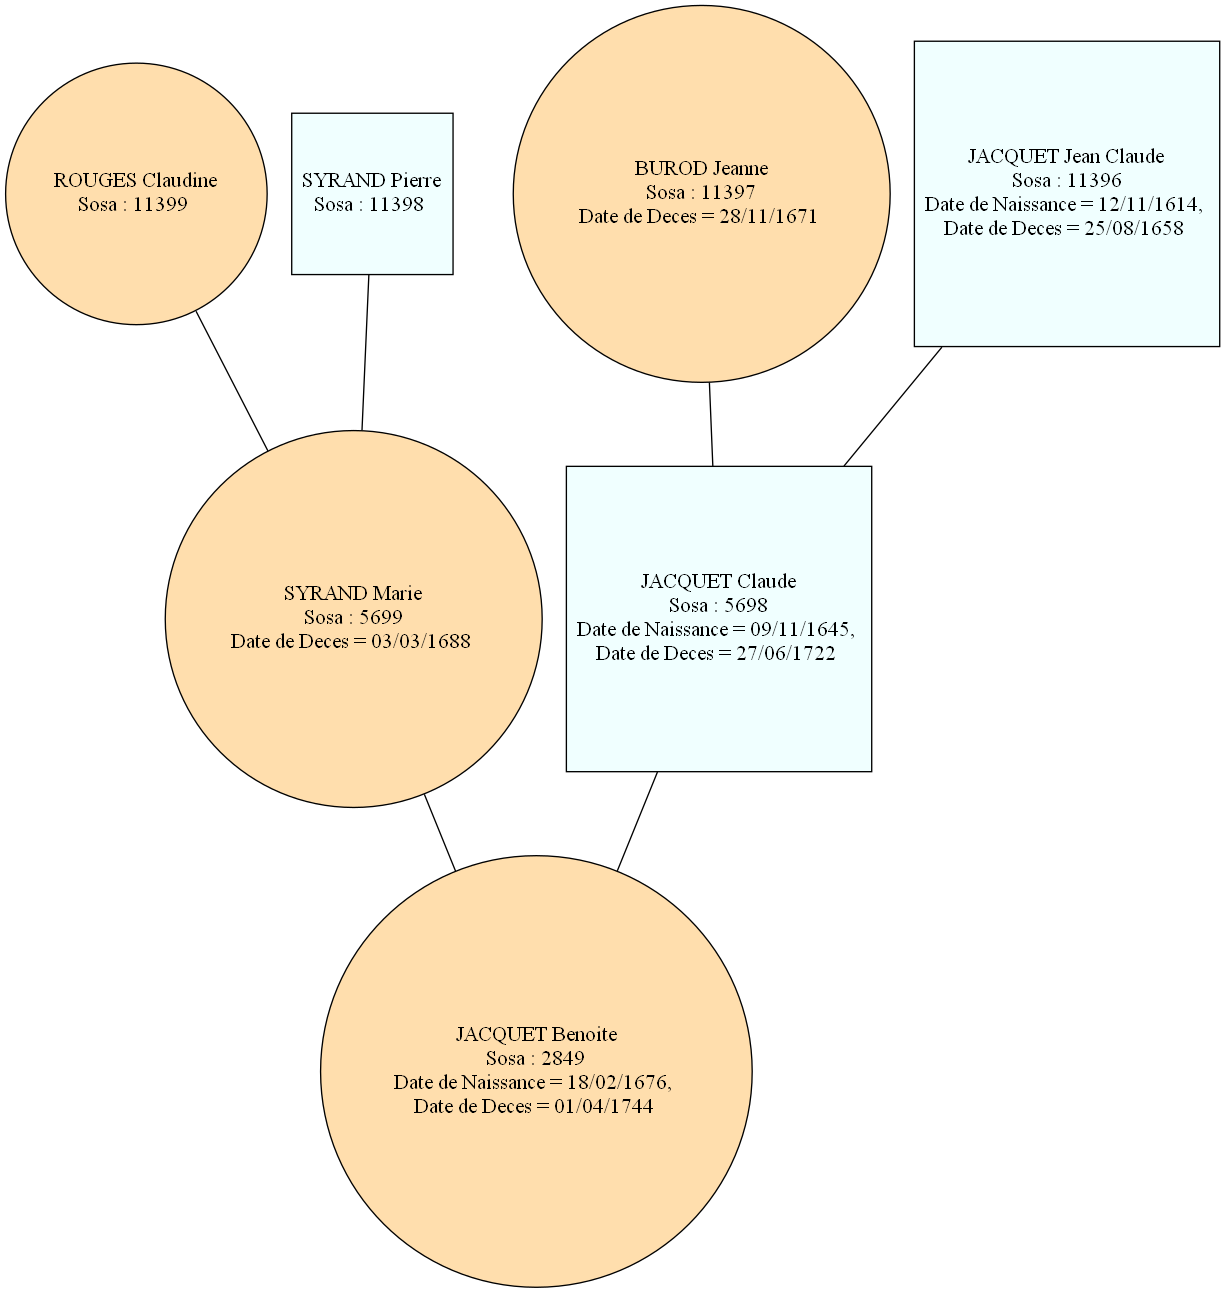 ROUGES Claudine
Sosa : 11399
SYRAND Pierre
Sosa : 11398
BUROD Jeanne
Sosa : 11397
Date de Deces = 28/11/1671
JACQUET Jean Claude
Sosa : 11396
Date de Naissance = 12/11/1614,
Date de Deces = 25/08/1658
SYRAND Marie
Sosa : 5699
Date de Deces = 03/03/1688
JACQUET Claude
Sosa : 5698
Date de Naissance = 09/11/1645,
Date de Deces = 27/06/1722
JACQUET Benoite
Sosa : 2849
Date de Naissance = 18/02/1676,
Date de Deces = 01/04/1744